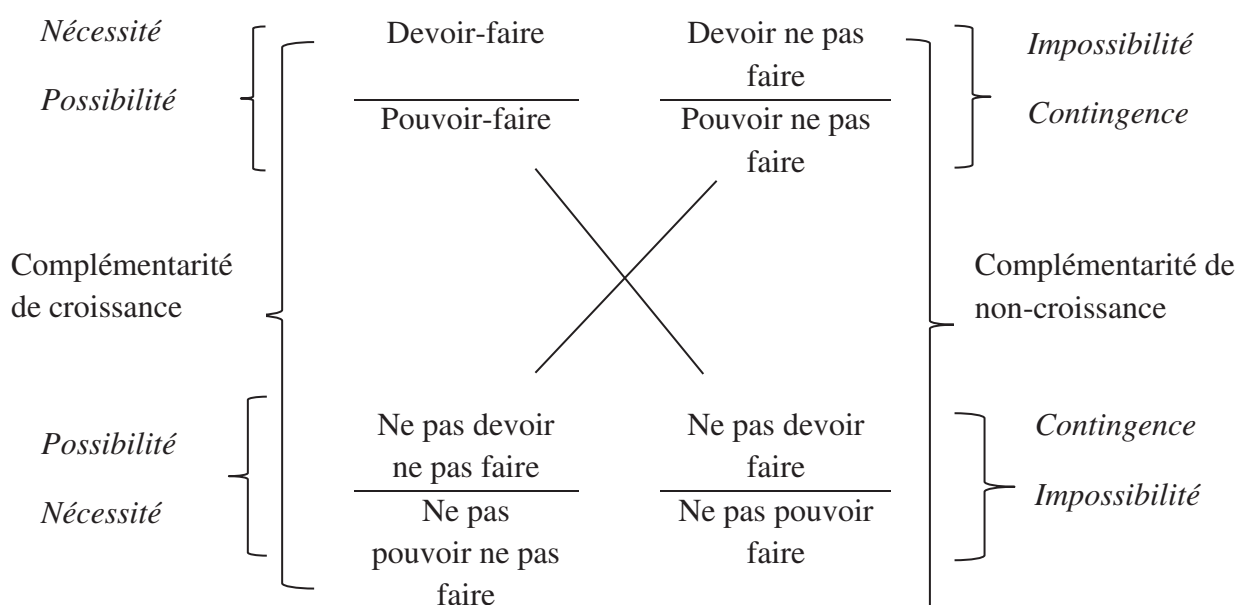 Nécessité
Possibilité
Devoir-faire
Pouvoir-faire
Devoir ne pas
faire
Pouvoir ne pas
faire
Impossibilité
Contingence
Complémentarité
de croissance
Complémentarité de
non-croissance
Possibilité
Nécessité
Ne pas devoir
ne pas faire
Ne pas
pouvoir ne pas
faire
Ne pas devoir
faire
Ne pas pouvoir
faire
Contingence
Impossibilité